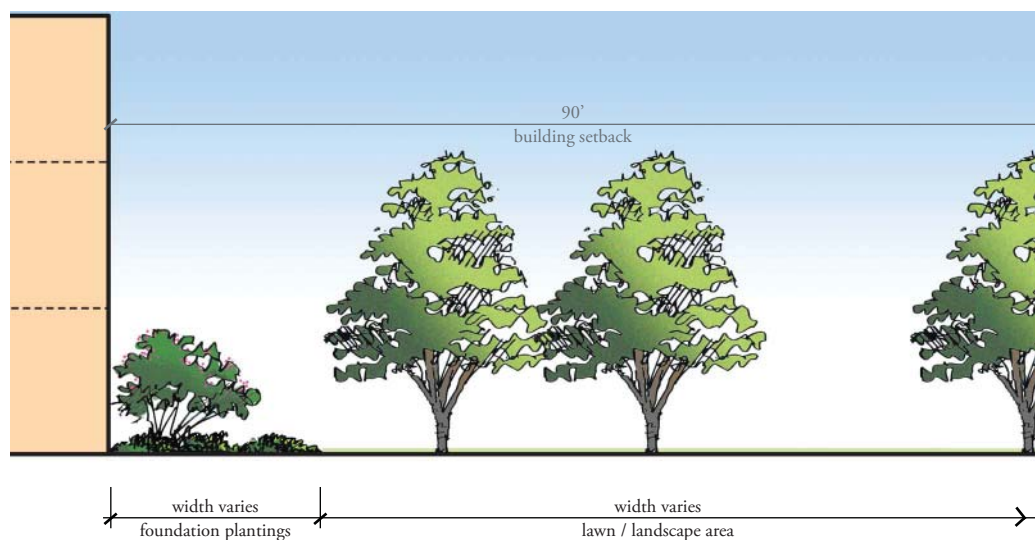 90’
building setback
width varies
foundation plantings
width varies
lawn / landscape area